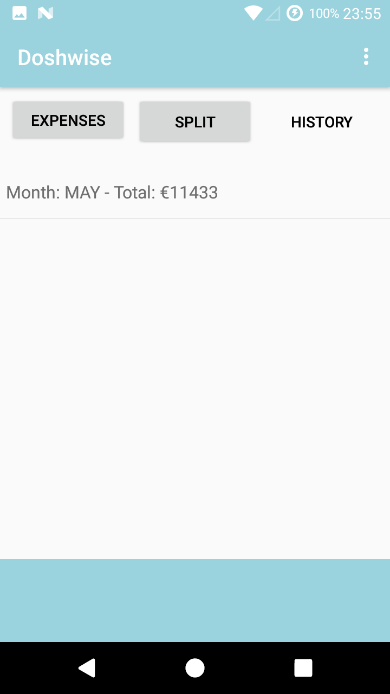 100% 23:55
Doshwise
EXPENSES SPLIT HISTORY
Month: MAY - Total: €11433